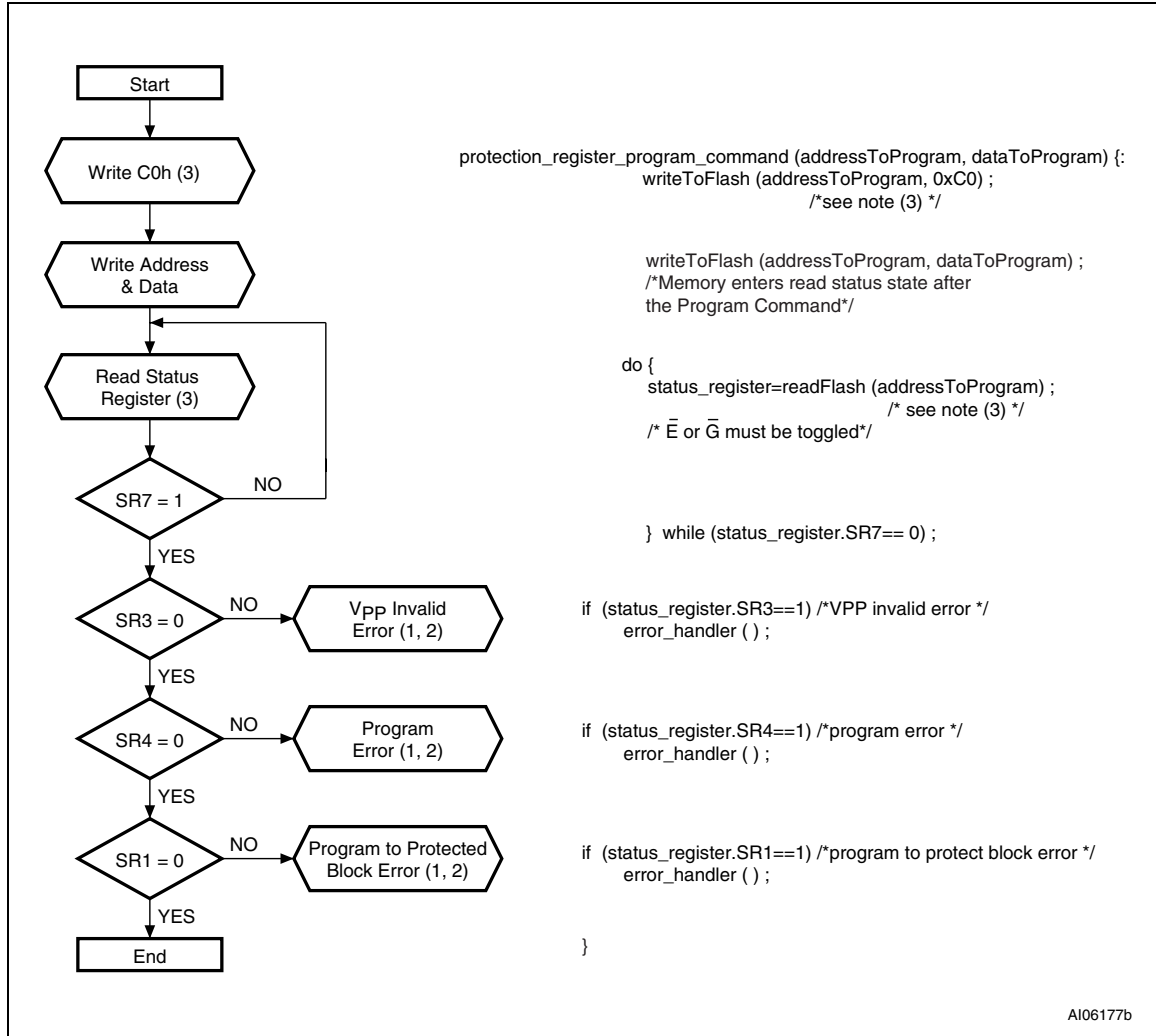 Start
Write C0h (3)
Write Address
& Data
Read Status
Register (3)
SR7 = 1
NO
YES
SR3 = 0
NO
VPP Invalid
Error (1, 2)
YES
SR4 = 0
NO
Program
Error (1, 2)
YES
SR1 = 0
NO
Program to Protected
Block Error (1, 2)
YES
End
protection_register_program_command (addressToProgram, dataToProgram) {:
writeToFlash (addressToProgram, 0xC0) ;
/*see note (3) */
writeToFlash (addressToProgram, dataToProgram) ;
/*Memory enters read status state after
the Program Command*/
do {
status_register=readFlash (addressToProgram) ;
/* see note (3) */
/* E̅ or G̅ must be toggled*/
} while (status_register.SR7== 0) ;
if (status_register.SR3==1) /*VPP invalid error */
error_handler ( ) ;
if (status_register.SR4==1) /*program error */
error_handler ( ) ;
if (status_register.SR1==1) /*program to protect block error */
error_handler ( ) ;
}
AI06177b